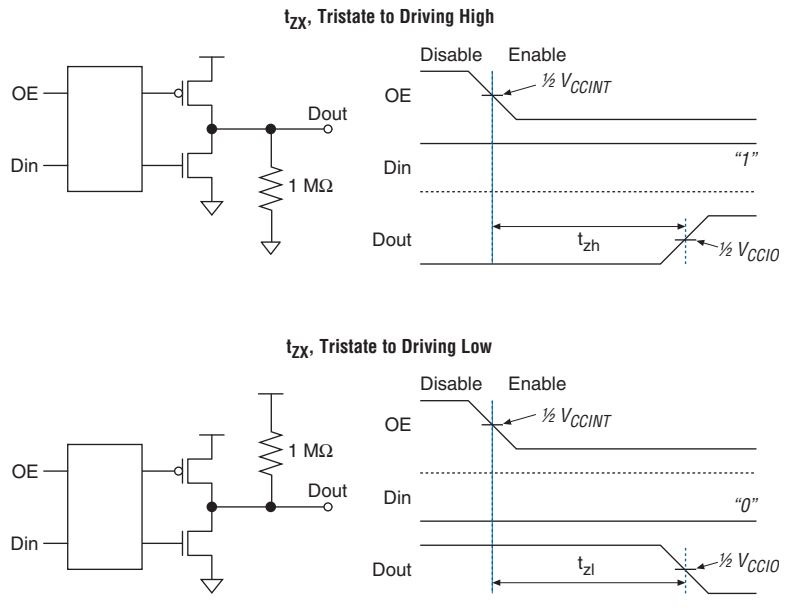 tZX, Tristate to Driving High
Disable Enable
OE
Din
Dout
1 MΩ
OE
½ VCCINT
Din
"1"
Dout
tzh
½ VCCIO
tZX, Tristate to Driving Low
Disable Enable
OE
Din
1 MΩ
Dout
OE
½ VCCINT
Din
"0"
Dout
tzl
½ VCCIO